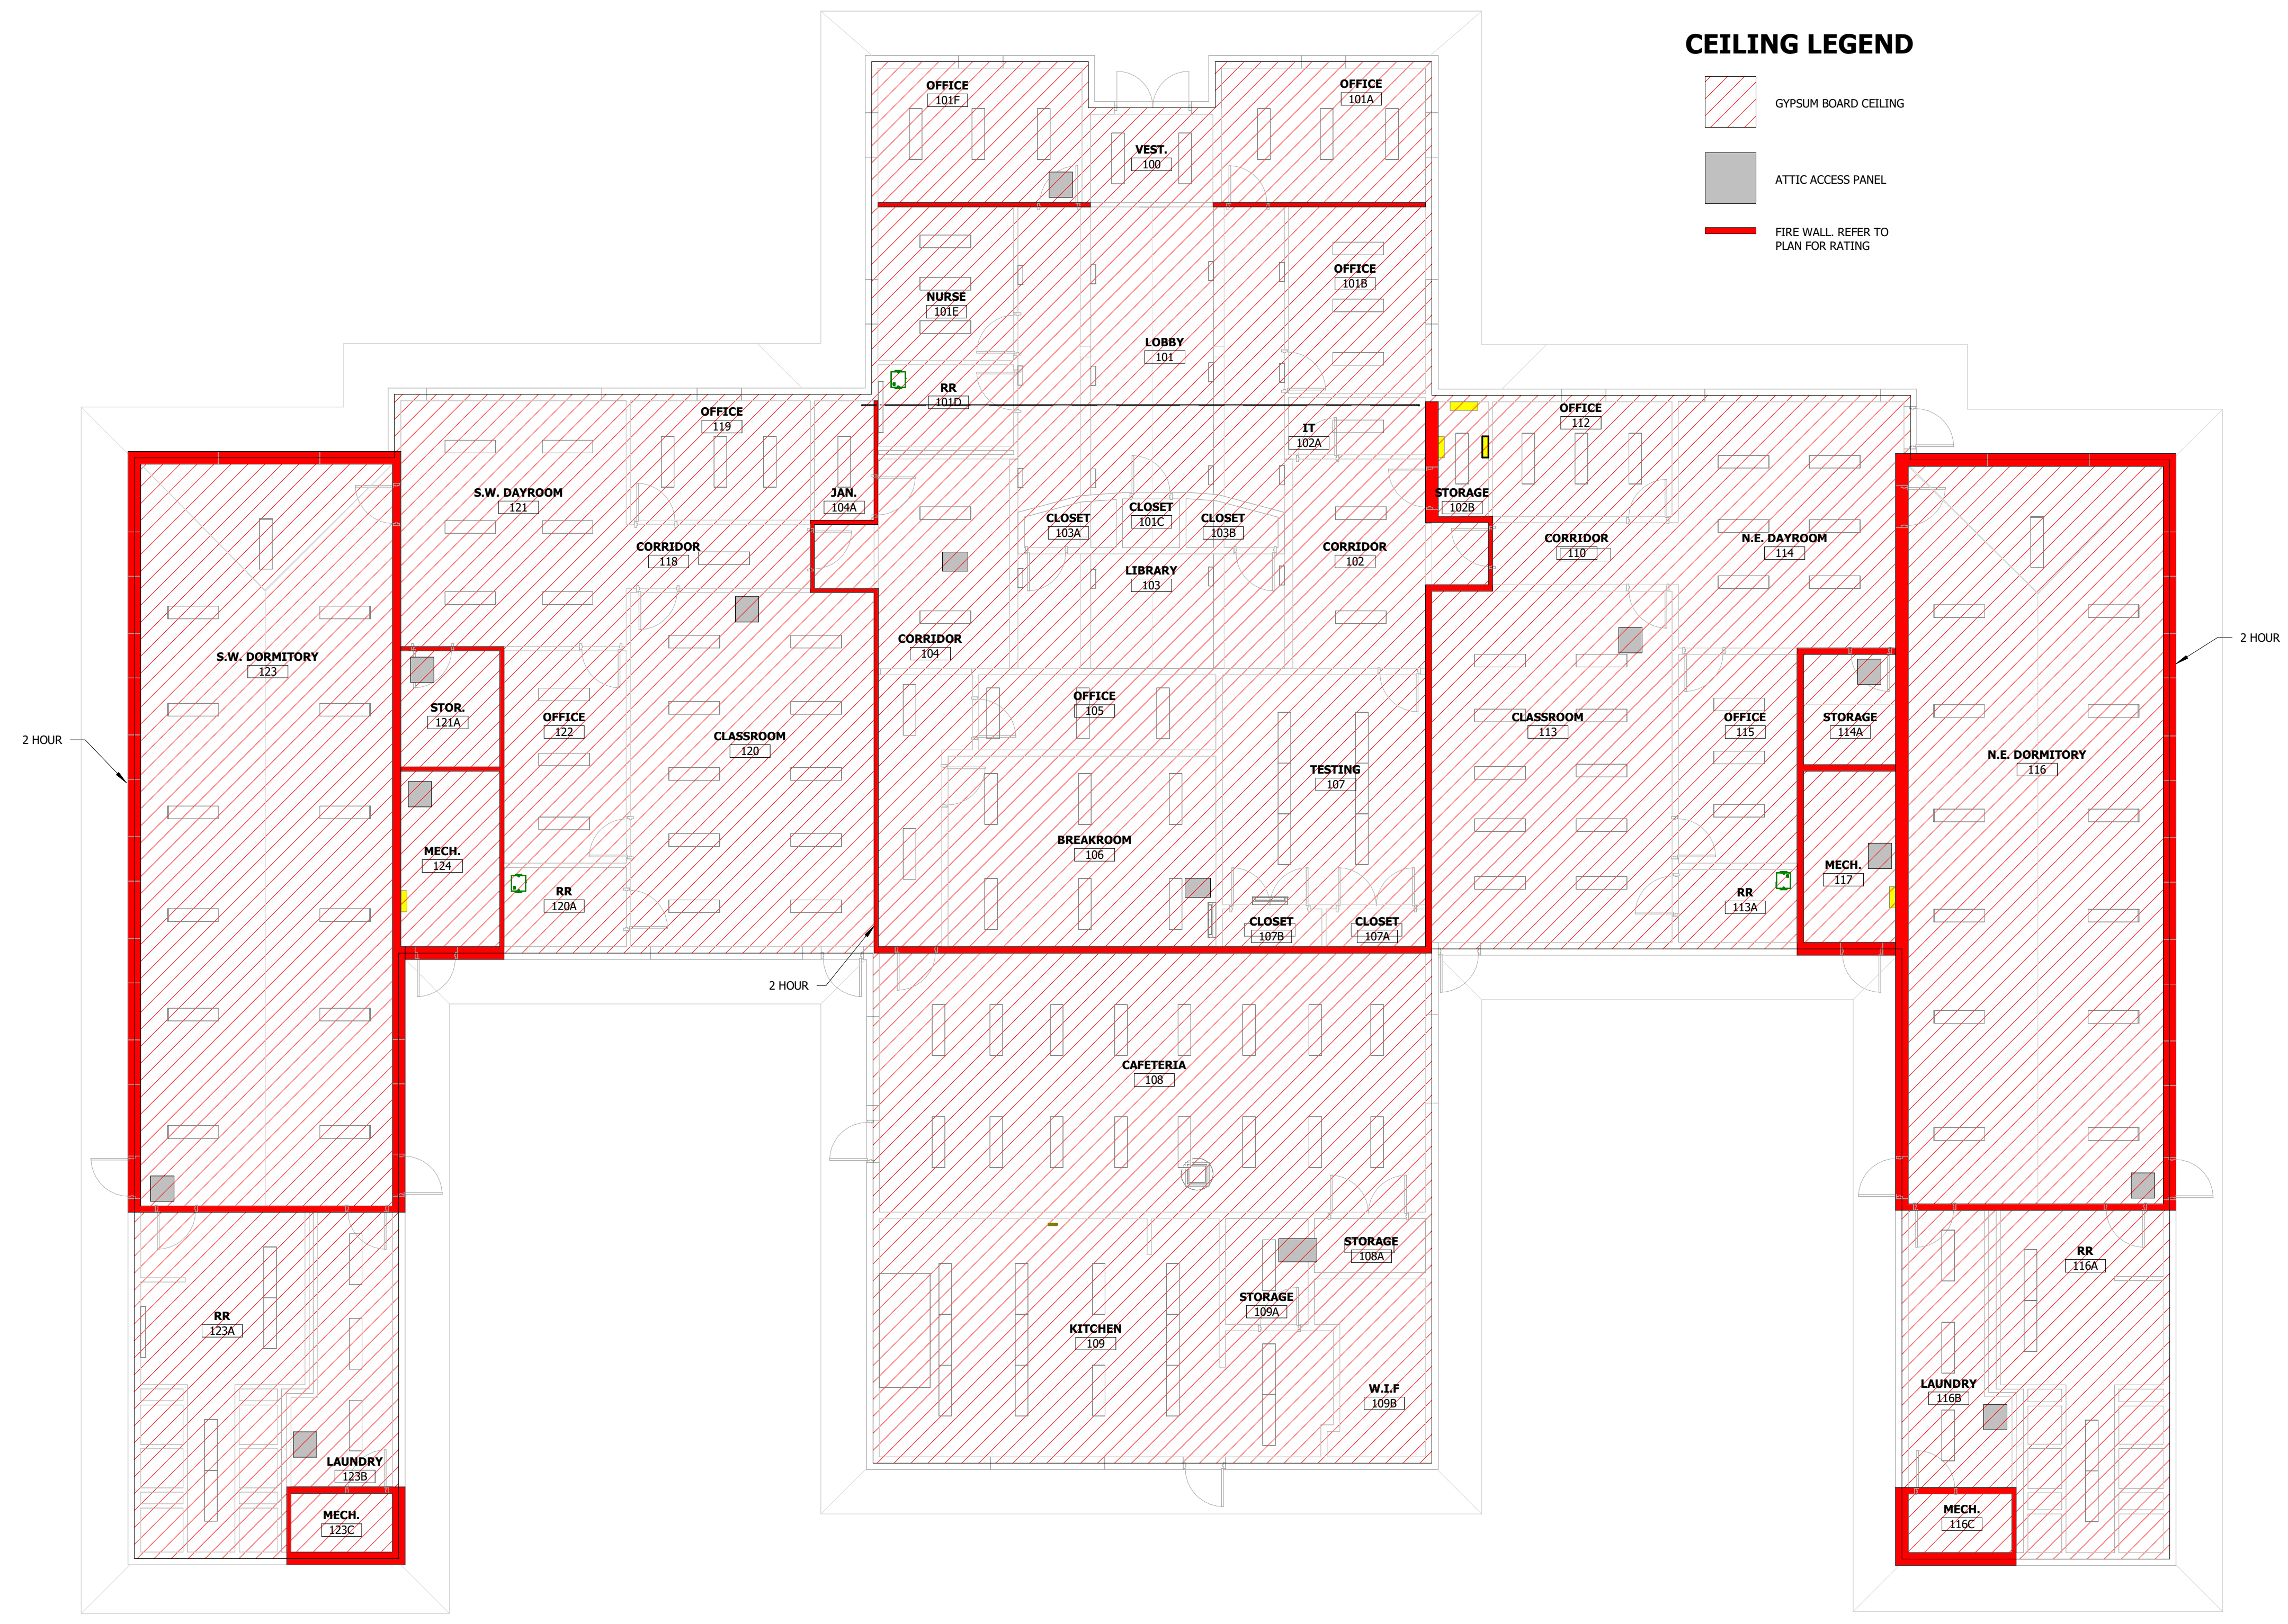 CEILING LEGEND
GYPSUM BOARD CEILING
ATTIC ACCESS PANEL
FIRE WALL. REFER TO
PLAN FOR RATING
OFFICE
101F
OFFICE
101A
VEST.
100
OFFICE
101B
NURSE
101E
LOBBY
101
RR
101D
OFFICE
119
OFFICE
112
IT
102A
S.W. DAYROOM
121
JAN.
104A
STORAGE
102B
CLOSET
103A
CLOSET
101C
CLOSET
103B
CORRIDOR
118
CORRIDOR
102
CORRIDOR
110
N.E. DAYROOM
114
LIBRARY
103
CORRIDOR
104
2 HOUR
S.W. DORMITORY
123
STOR.
121A
OFFICE
122
CLASSROOM
120
OFFICE
105
CLASSROOM
113
OFFICE
115
STORAGE
114A
2 HOUR
N.E. DORMITORY
116
TESTING
107
MECH.
124
BREAKROOM
106
MECH.
117
RR
120A
RR
113A
CLOSET
107B
CLOSET
107A
2 HOUR
CAFETERIA
108
STORAGE
108A
RR
116A
STORAGE
109A
RR
123A
KITCHEN
109
W.I.F
109B
LAUNDRY
116B
LAUNDRY
123B
MECH.
123C
MECH.
116C